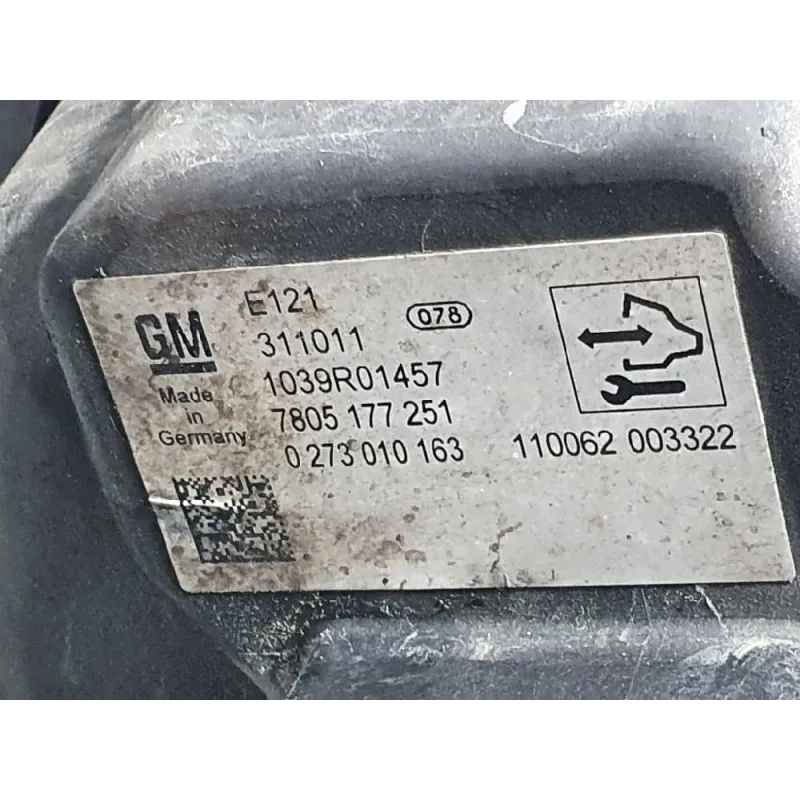 GM
Made
in
Germany
E121
078
311011
1039R01457
7805 177 251
0 273 010 163
110062 003322